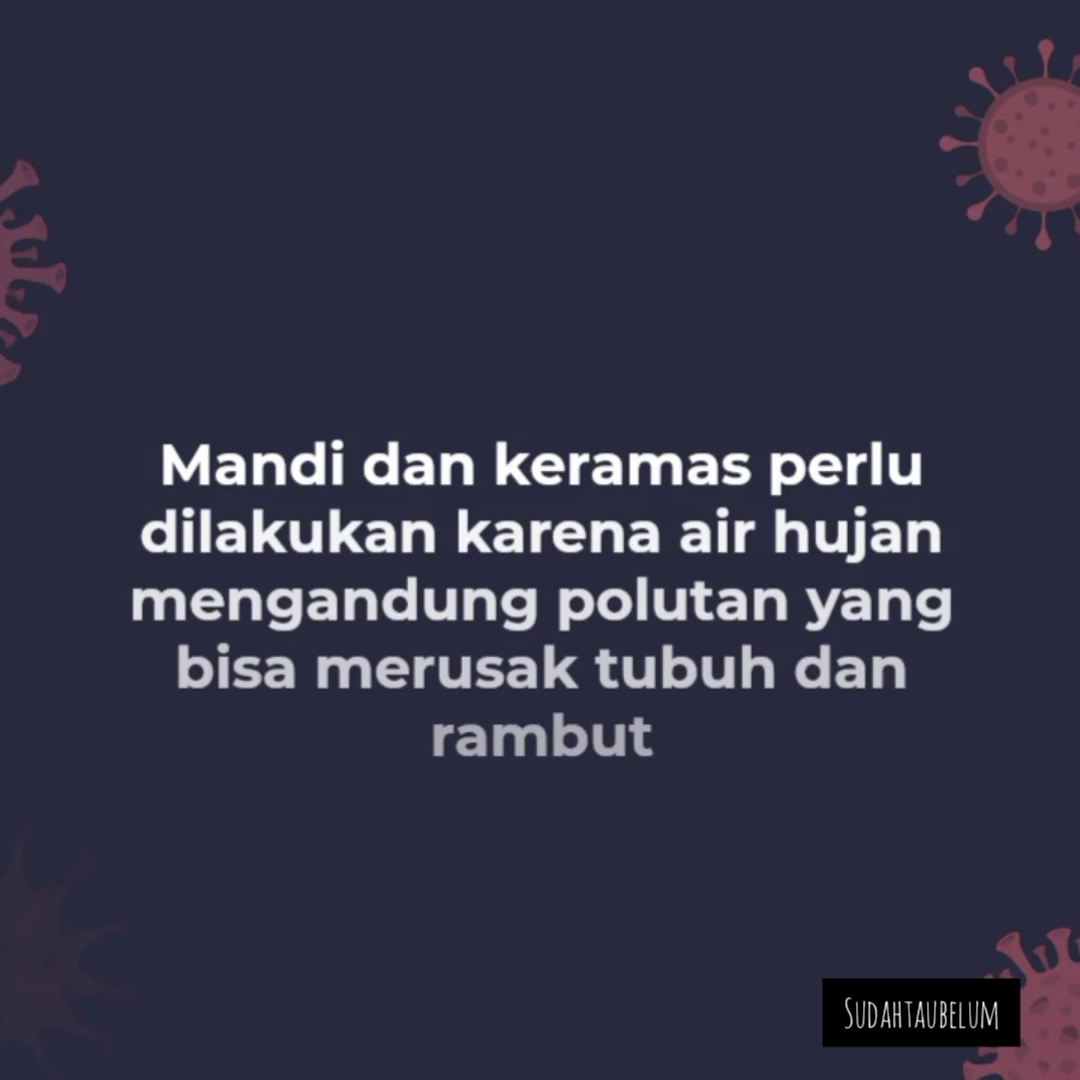 Mandi dan keramas perlu
dilakukan karena air hujan
mengandung polutan yang
bisa merusak tubuh dan
rambut
SUDAHTAUBELUM